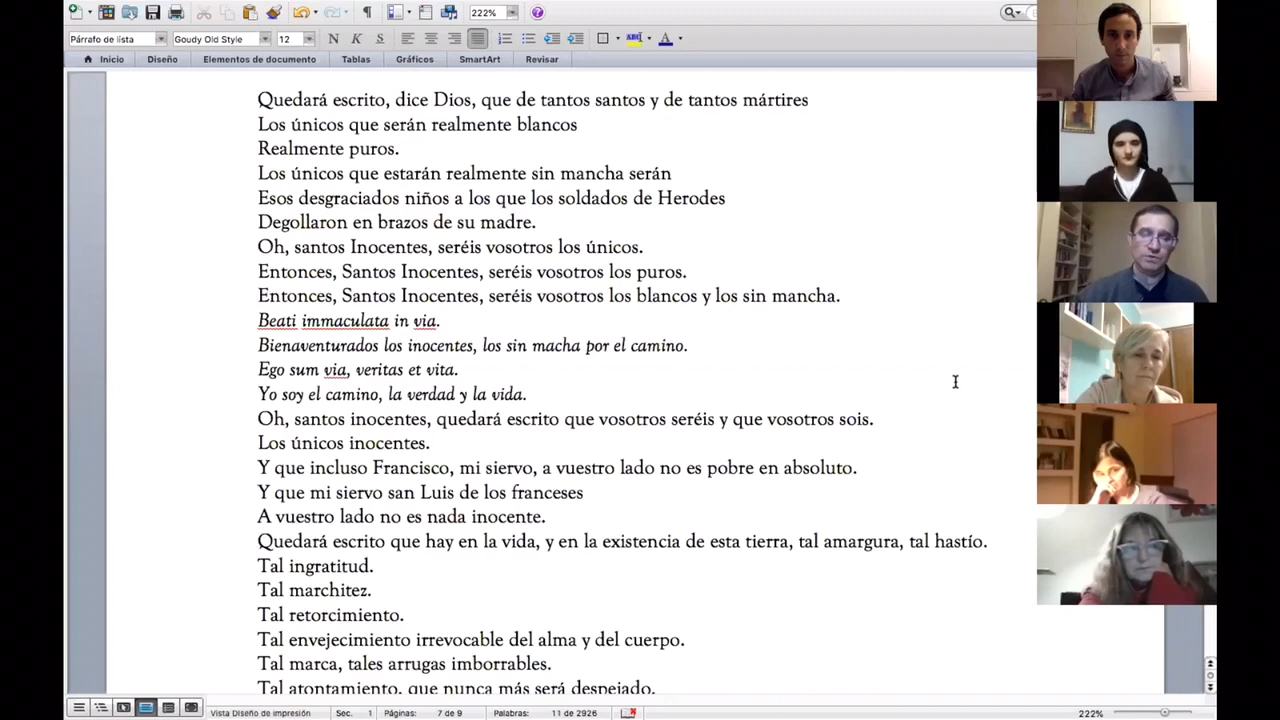 222%
Párrafo de lista
Goudy Old Style
12
N K S
Inicio Diseño Elementos de documento Tablas Gráficos SmartArt Revisar
Quedará escrito, dice Dios, que de tantos santos y de tantos mártires
Los únicos que serán realmente blancos
Realmente puros.
Los únicos que estarán realmente sin mancha serán
Esos desgraciados niños a los que los soldados de Herodes
Degollaron en brazos de su madre.
Oh, santos Inocentes, seréis vosotros los únicos.
Entonces, Santos Inocentes, seréis vosotros los puros.
Entonces, Santos Inocentes, seréis vosotros los blancos y los sin mancha.
Beati immaculata in via.
Bienaventurados los inocentes, los sin macha por el camino.
Ego sum via, veritas et vita.
Yo soy el camino, la verdad y la vida.
Oh, santos inocentes, quedará escrito que vosotros seréis y que vosotros sois.
Los únicos inocentes.
Y que incluso Francisco, mi siervo, a vuestro lado no es pobre en absoluto.
Y que mi siervo san Luis de los franceses
A vuestro lado no es nada inocente.
Quedará escrito que hay en la vida, y en la existencia de esta tierra, tal amargura, tal hastío.
Tal ingratitud.
Tal marchitez.
Tal retorcimiento.
Tal envejecimiento irrevocable del alma y del cuerpo.
Tal marca, tales arrugas imborrables.
Tal atontamiento, que nunca más será despejado.
Vista Diseño de impresión Sec. 1 Páginas: 7 de 9 Palabras: 11 de 2926 222%